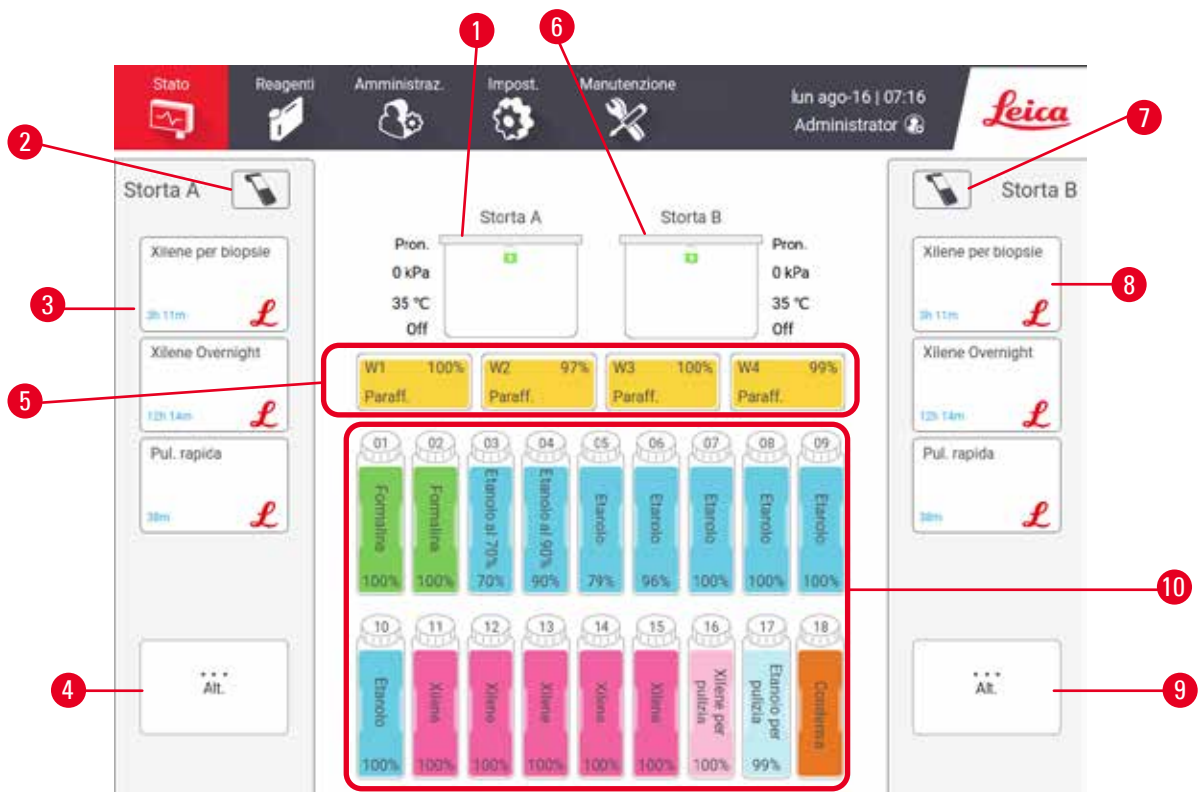 1
6
Stato
Reagenti
Amministraz.
Impost.
Manutenzione
lun ago-16 | 07:16
Administrator
Leica
2
7
Storta A
Storta B
Storta A
Storta B
Pron.
0 kPa
35 °C
Off
Pron.
0 kPa
35 °C
Off
Xilene per biopsie
3h 11m
3
Xilene per biopsie
3h 11m
8
Xilene Overnight
12h 14m
Xilene Overnight
12h 14m
5
W1 100%
Paraff.
W2 97%
Paraff.
W3 100%
Paraff.
W4 99%
Paraff.
Pul. rapida
38m
Pul. rapida
38m
01 02 03 04 05 06 07 08 09
Formalina
Formalina
Etanolo al 70%
Etanolo al 90%
Etanolo
Etanolo
Etanolo
Etanolo
Etanolo
100% 100% 70% 90% 79% 96% 100% 100% 100%
10
10 11 12 13 14 15 16 17 18
Etanolo
Xilene
Xilene
Xilene
Xilene
Xilene
Xilene per
pulizia
Etanolo per
pulizia
Condensa
100% 100% 100% 100% 100% 100% 100% 99%
4
...
Alt.
...
Alt.
9